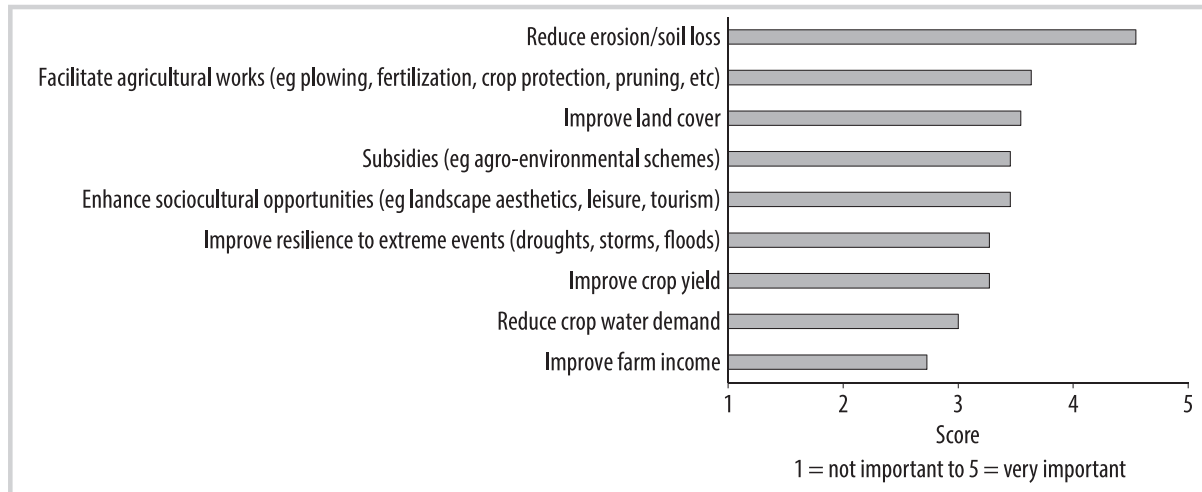 Reduce erosion/soil loss
Facilitate agricultural works (eg plowing, fertilization, crop protection, pruning, etc)
Improve land cover
Subsidies (eg agro-environmental schemes)
Enhance sociocultural opportunities (eg landscape aesthetics, leisure, tourism)
Improve resilience to extreme events (droughts, storms, floods)
Improve crop yield
Reduce crop water demand
Improve farm income
1 2 3 4 5
Score
1 = not important to 5 = very important